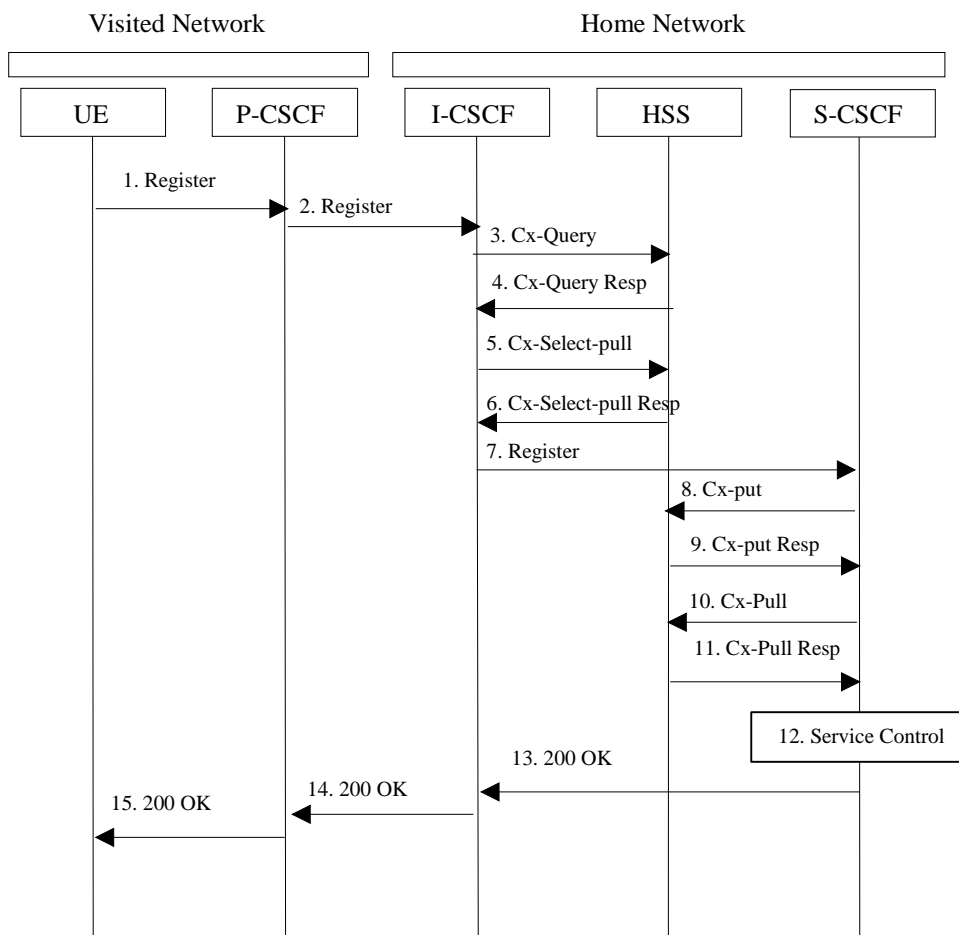 Visited Network
Home Network
UE
P-CSCF
I-CSCF
HSS
S-CSCF
1. Register
2. Register
3. Cx-Query
4. Cx-Query Resp
5. Cx-Select-pull
6. Cx-Select-pull Resp
7. Register
8. Cx-put
9. Cx-put Resp
10. Cx-Pull
11. Cx-Pull Resp
12. Service Control
13. 200 OK
14. 200 OK
15. 200 OK